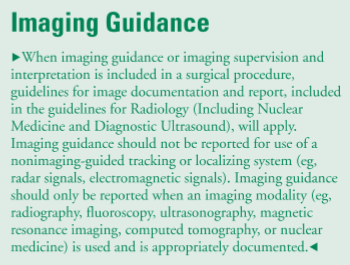 Imaging Guidance
▶When imaging guidance or imaging supervision and
interpretation is included in a surgical procedure,
guidelines for image documentation and report, included
in the guidelines for Radiology (Including Nuclear
Medicine and Diagnostic Ultrasound), will apply.
Imaging guidance should not be reported for use of a
nonimaging-guided tracking or localizing system (eg,
radar signals, electromagnetic signals). Imaging guidance
should only be reported when an imaging modality (eg,
radiography, fluoroscopy, ultrasonography, magnetic
resonance imaging, computed tomography, or nuclear
medicine) is used and is appropriately documented.◀